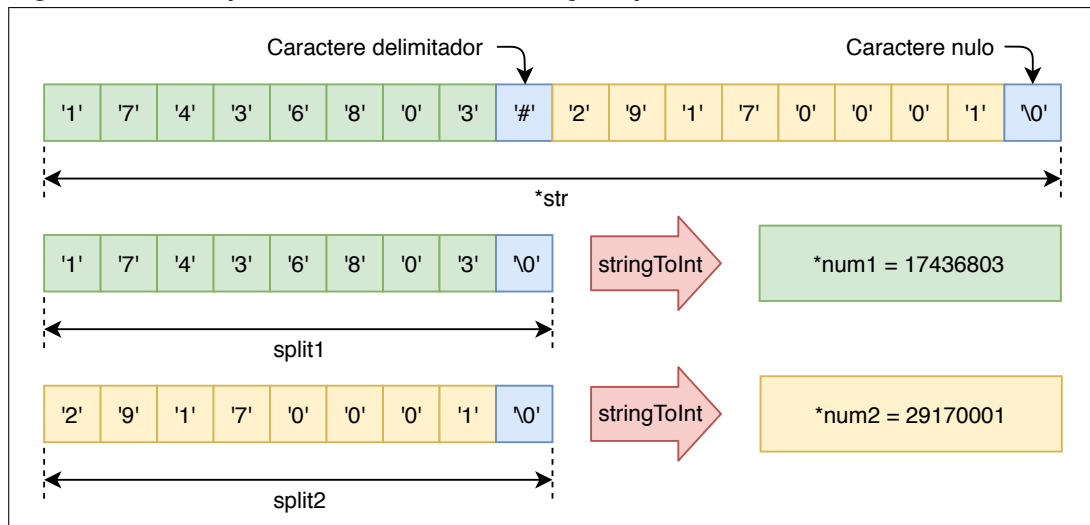 Caractere delimitador Caractere nulo
'1' '7' '4' '3' '6' '8' '0' '3' '#' '2' '9' '1' '7' '0' '0' '0' '1' '\0'
*str
'1' '7' '4' '3' '6' '8' '0' '3' '\0' stringToInt *num1 = 17436803
split1
'2' '9' '1' '7' '0' '0' '0' '1' '\0' stringToInt *num2 = 29170001
split2